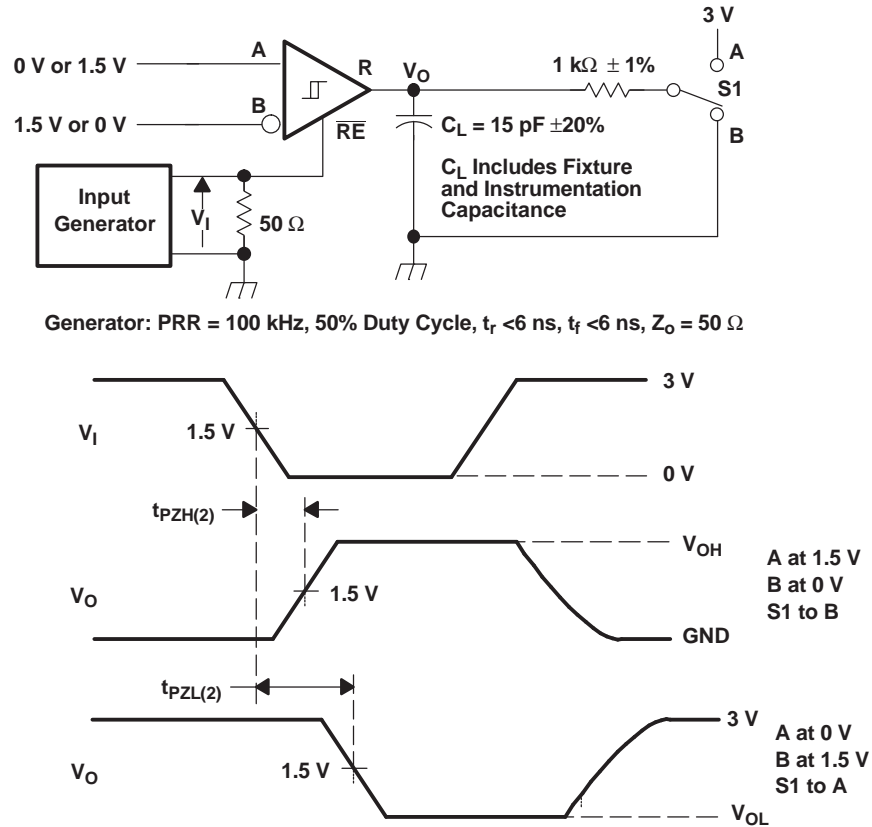 3 V
A
A
0 V or 1.5 V
R
VO
1 kΩ ± 1%
S1
B
1.5 V or 0 V
RE
CL = 15 pF ±20%
B
CL Includes Fixture
and Instrumentation
Capacitance
Input
Generator
VI
50 Ω
Generator: PRR = 100 kHz, 50% Duty Cycle, tr <6 ns, tf <6 ns, Zo = 50 Ω
3 V
VI
1.5 V
0 V
tPZH(2)
VOH
A at 1.5 V
B at 0 V
S1 to B
VO
1.5 V
GND
tPZL(2)
3 V
A at 0 V
B at 1.5 V
S1 to A
VO
1.5 V
VOL